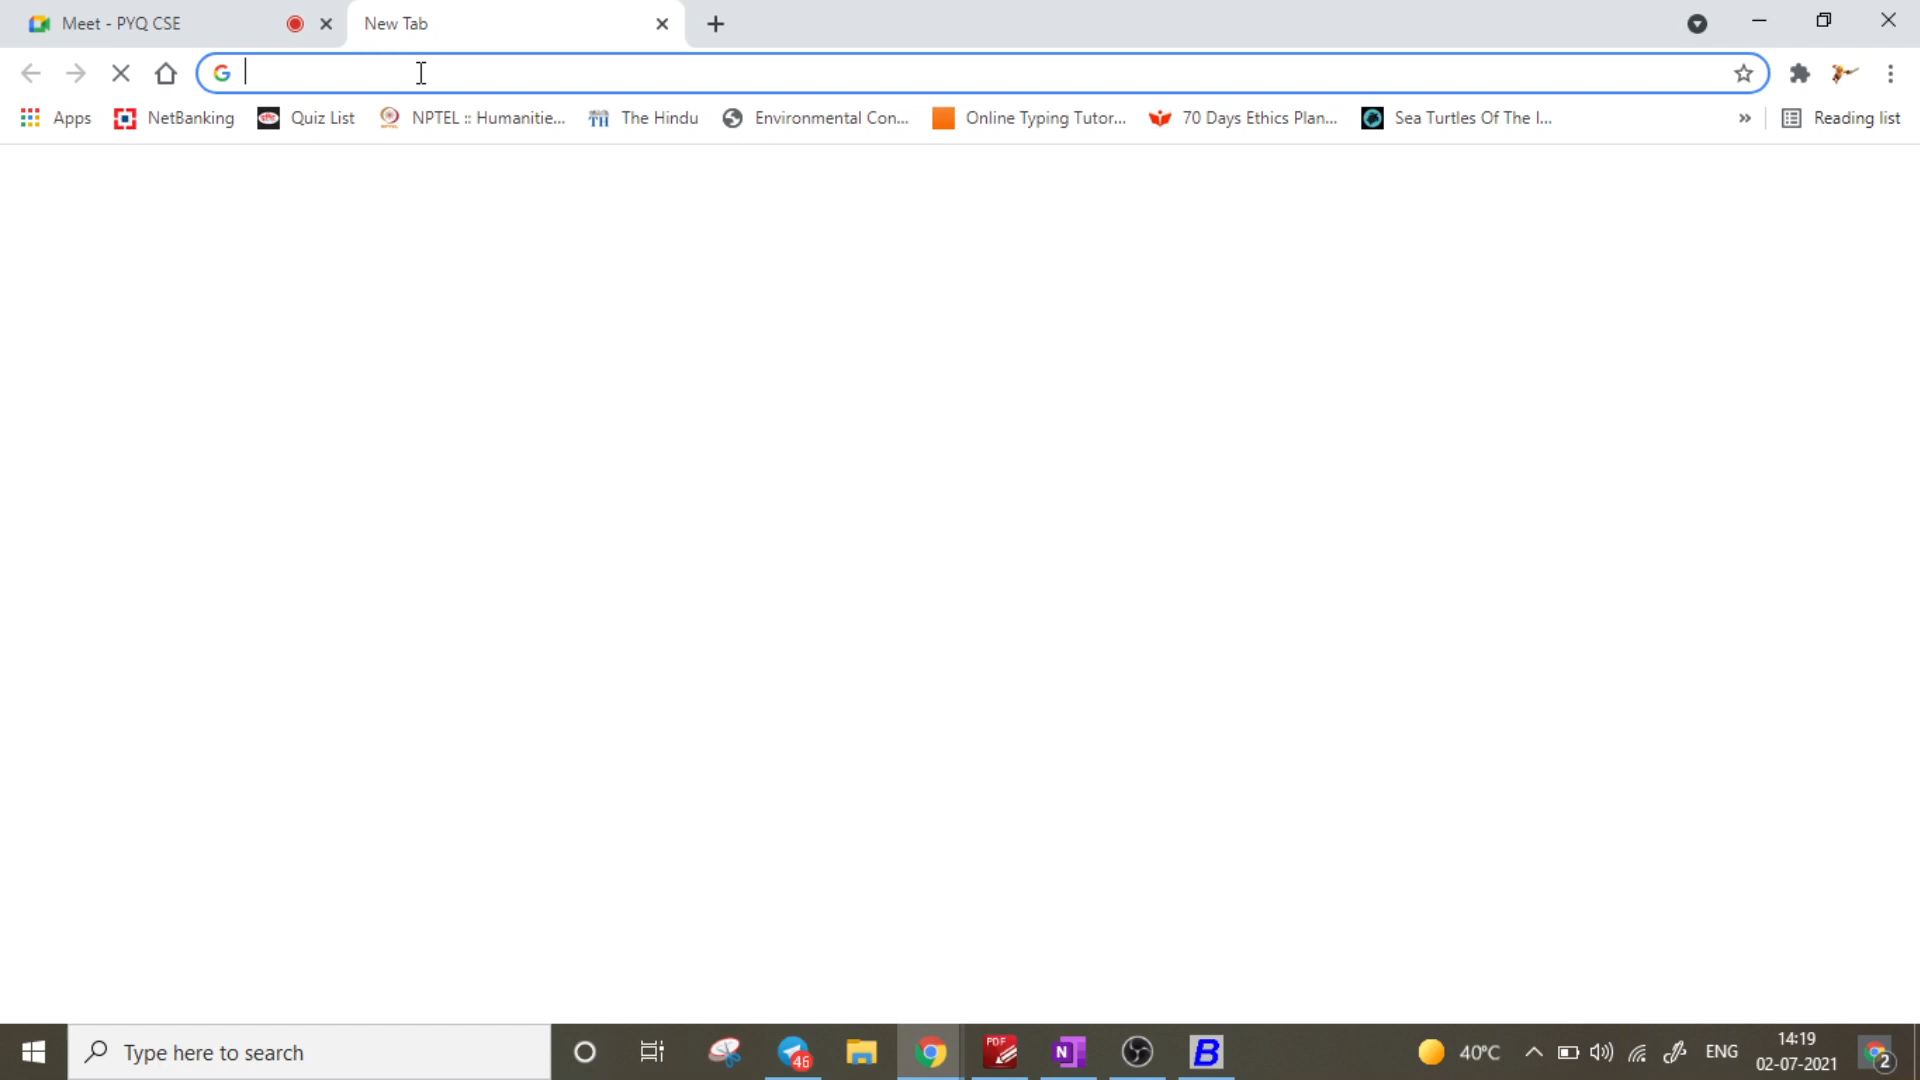 Meet - PYQ CSE
New Tab
Apps
NetBanking
Quiz List
NPTEL :: Humanitie...
The Hindu
Environmental Con...
Online Typing Tutor...
70 Days Ethics Plan...
Sea Turtles Of The I...
»
Reading list
Type here to search
46
PDF
N
B
40°C
ENG
14:19
02-07-2021
2